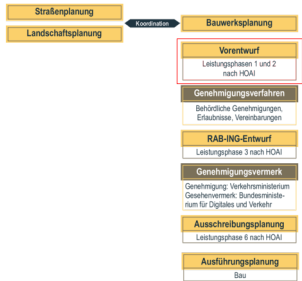 Straßenplanung
Landschaftsplanung
Koordination
Bauwerksplanung
Vorentwurf
Leistungsphasen 1 und 2
nach HOAI
Genehmigungsverfahren
Behördliche Genehmigungen,
Erlaubnisse, Vereinbarungen
RAB-ING-Entwurf
Leistungsphase 3 nach HOAI
Genehmigungsvermerk
Genehmigung: Verkehrsministerium
Gesehenvermerk: Bundesministe-
rium für Digitales und Verkehr
Ausschreibungsplanung
Leistungsphase 6 nach HOAI
Ausführungsplanung
Bau